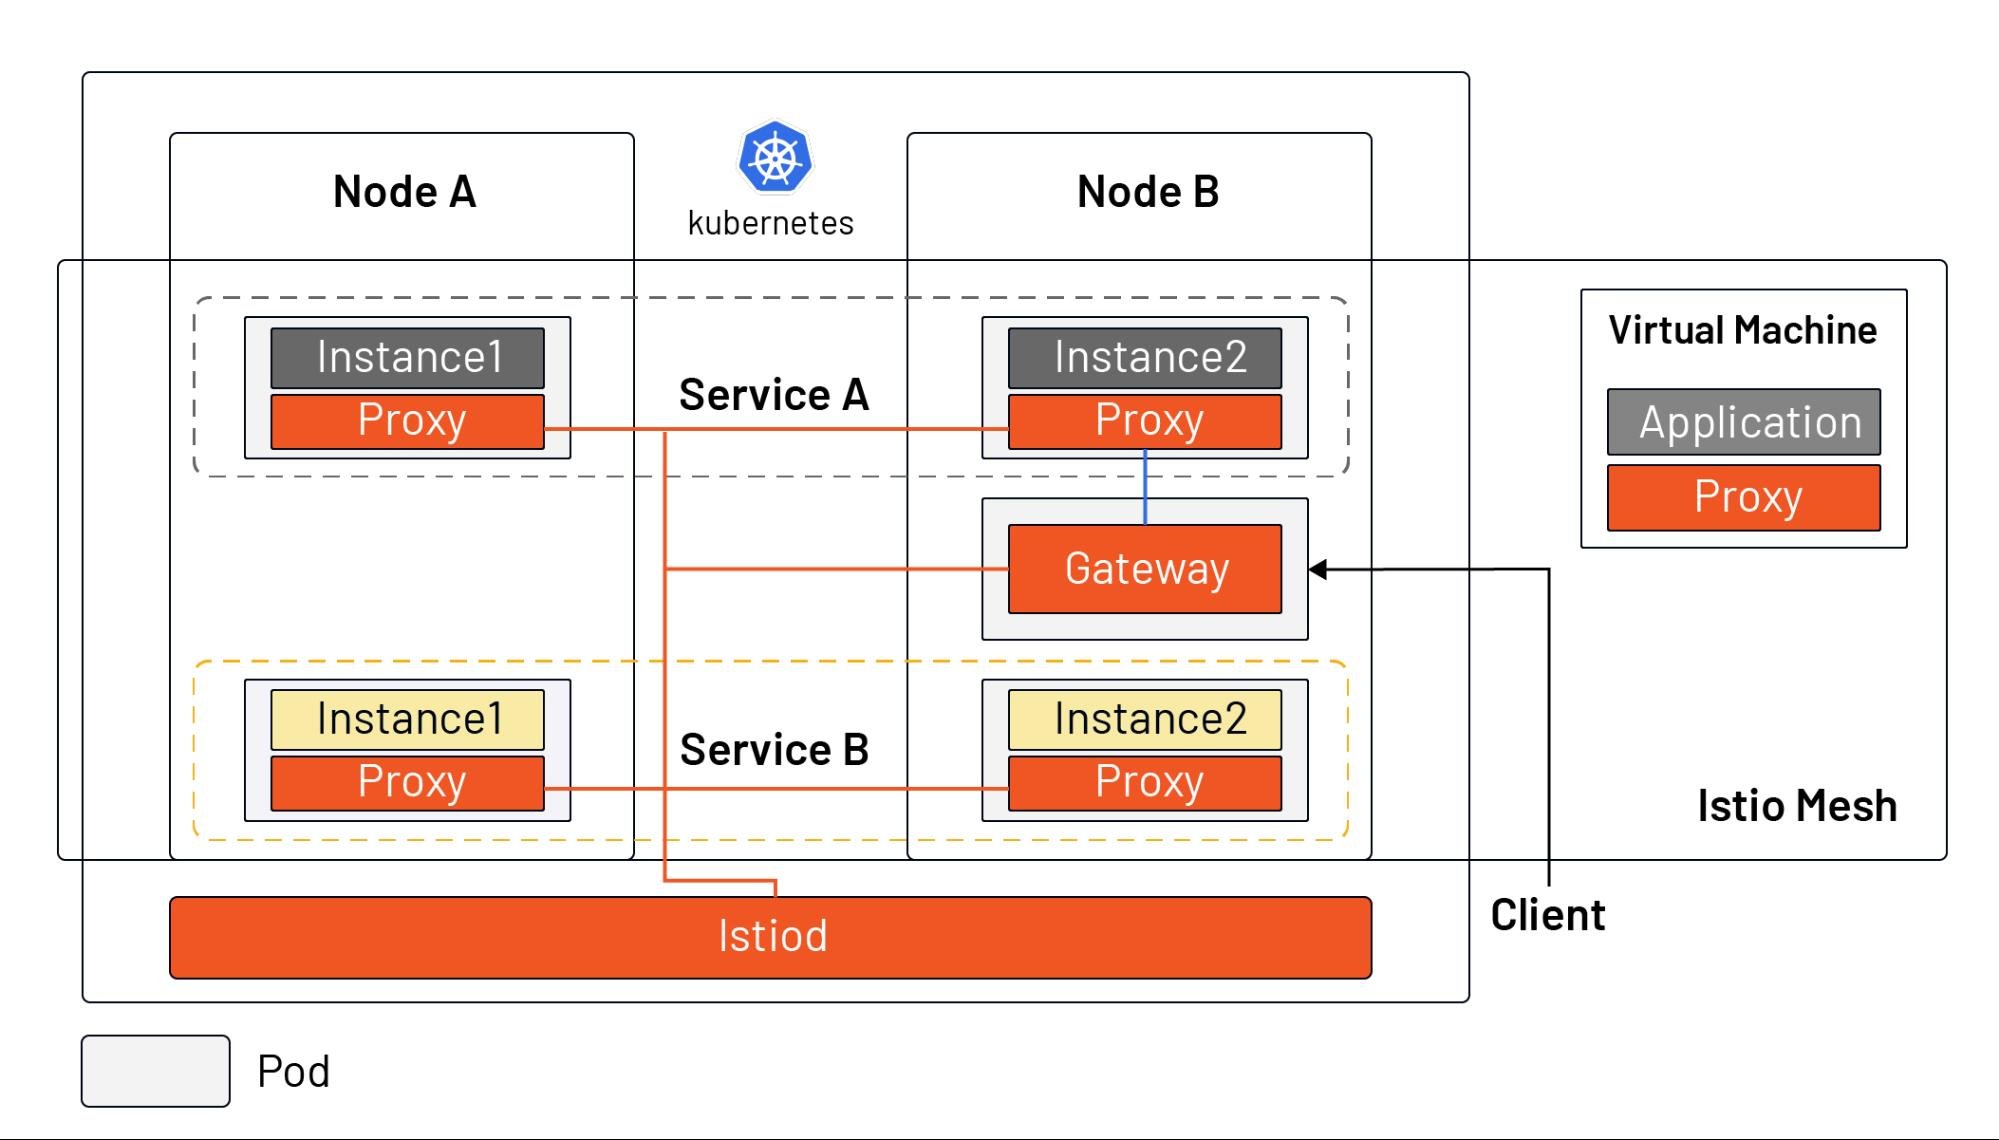 Node A
kubernetes
Node B
Instance1
Proxy
Service A
Instance2
Proxy
Virtual Machine
Application
Proxy
Gateway
Instance1
Proxy
Service B
Instance2
Proxy
Istio Mesh
Istiod
Client
Pod